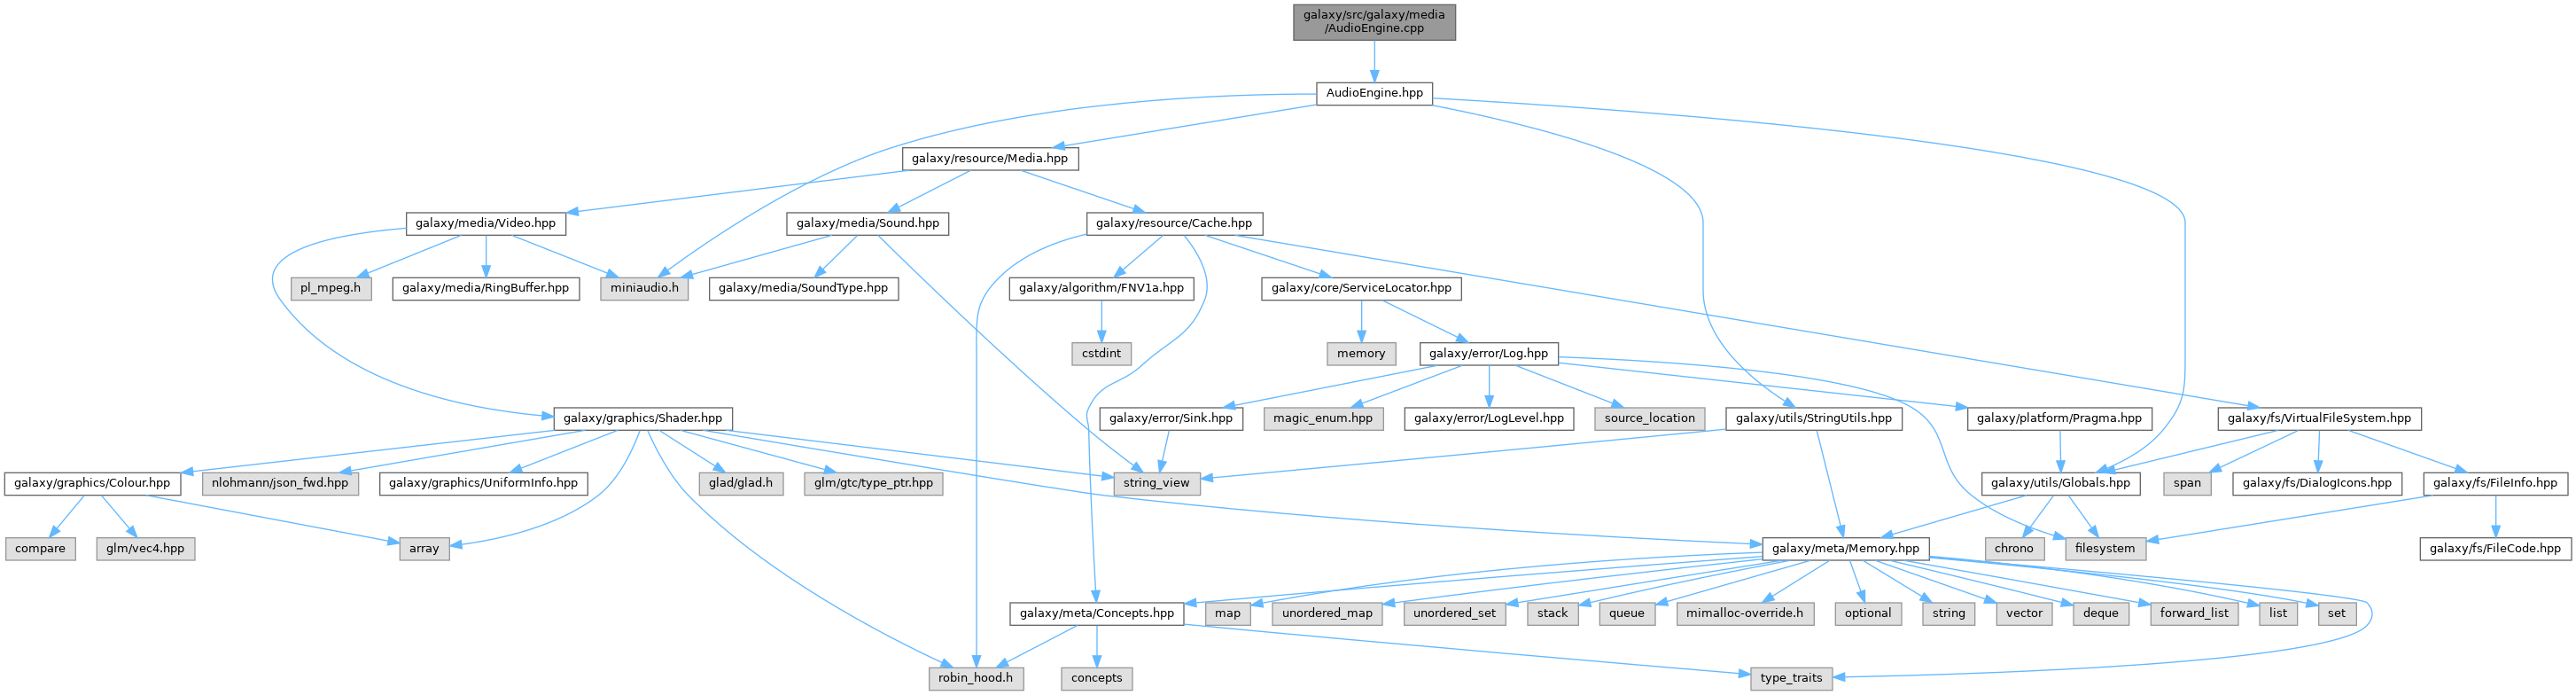 galaxy/src/galaxy/media
/AudioEngine.cpp
AudioEngine.hpp
galaxy/resource/Media.hpp
galaxy/media/Video.hpp
galaxy/media/Sound.hpp
galaxy/resource/Cache.hpp
pl_mpeg.h
galaxy/media/RingBuffer.hpp
miniaudio.h
galaxy/media/SoundType.hpp
galaxy/algorithm/FNV1a.hpp
galaxy/core/ServiceLocator.hpp
cstdint
memory
galaxy/error/Log.hpp
galaxy/graphics/Shader.hpp
galaxy/error/Sink.hpp
magic_enum.hpp
galaxy/error/LogLevel.hpp
source_location
galaxy/utils/StringUtils.hpp
galaxy/platform/Pragma.hpp
galaxy/fs/VirtualFileSystem.hpp
galaxy/graphics/Colour.hpp
nlohmann/json_fwd.hpp
galaxy/graphics/UniformInfo.hpp
glad/glad.h
glm/gtc/type_ptr.hpp
string_view
galaxy/utils/Globals.hpp
span
galaxy/fs/DialogIcons.hpp
galaxy/fs/FileInfo.hpp
compare
glm/vec4.hpp
array
galaxy/meta/Memory.hpp
chrono
filesystem
galaxy/fs/FileCode.hpp
galaxy/meta/Concepts.hpp
map
unordered_map
unordered_set
stack
queue
mimalloc-override.h
optional
string
vector
deque
forward_list
list
set
robin_hood.h
concepts
type_traits